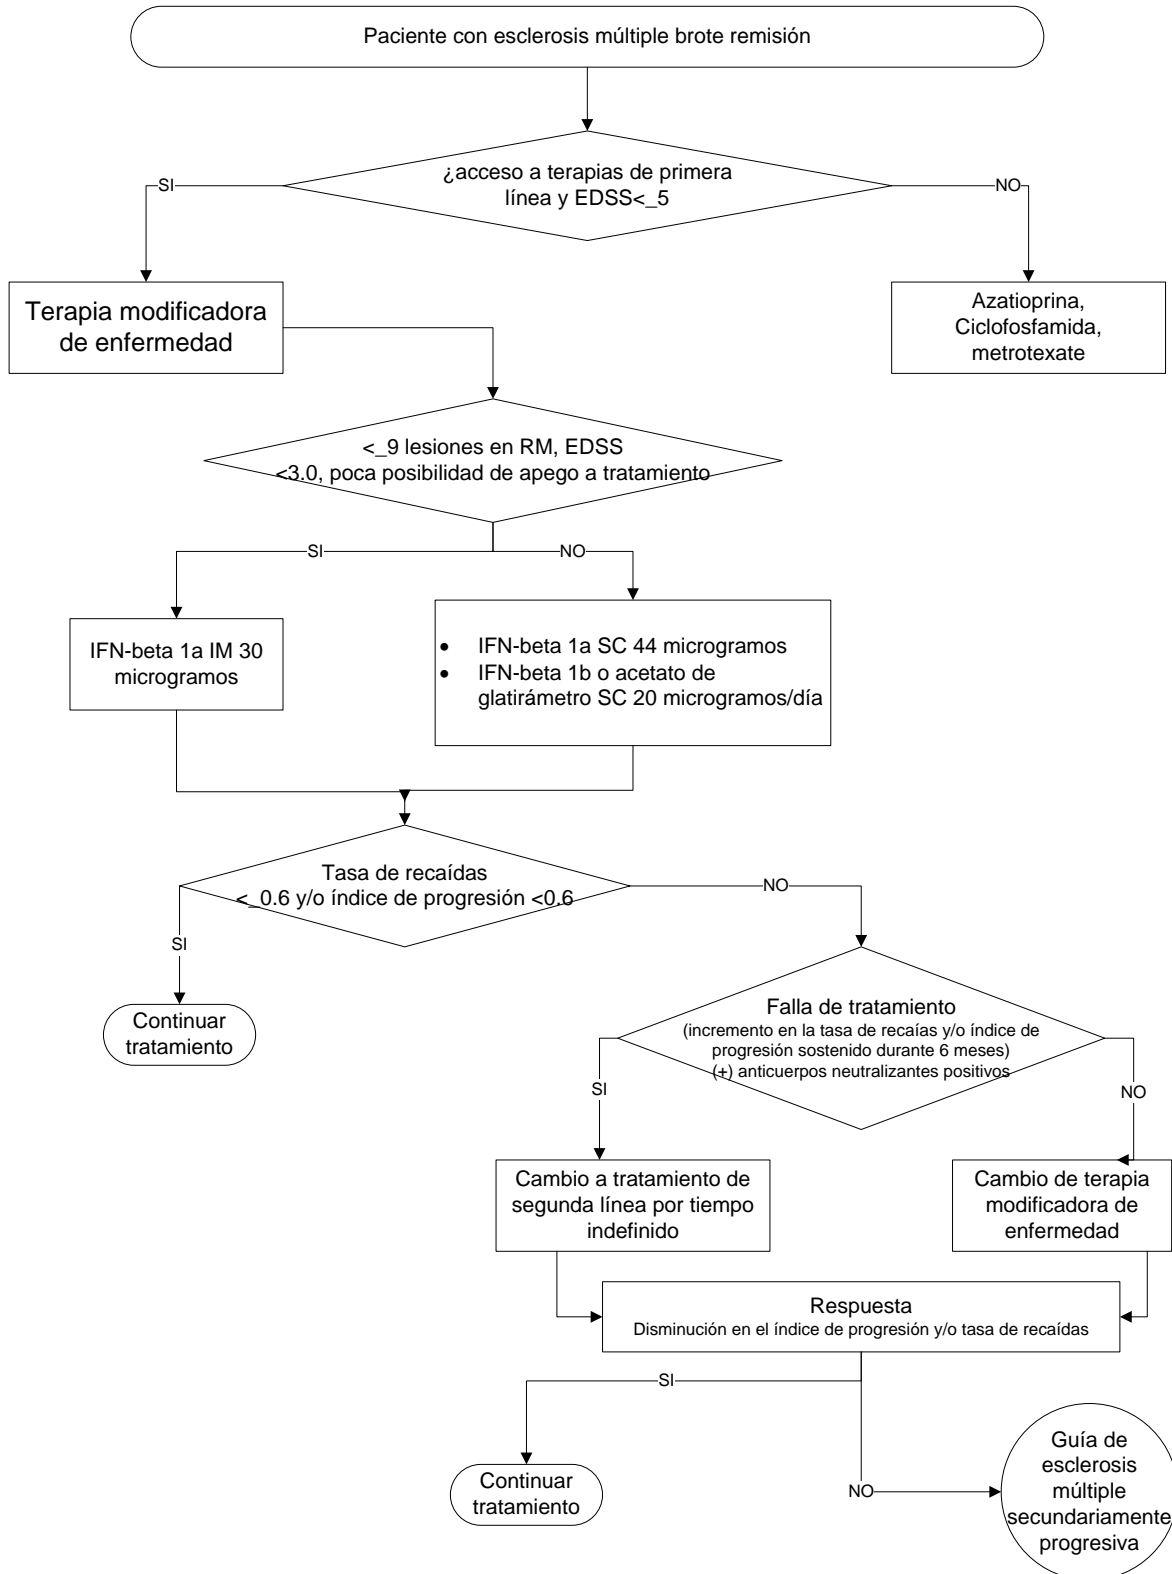 Paciente con esclerosis múltiple brote remisión
¿acceso a terapias de primera
línea y EDSS<_5
SI
NO
Terapia modificadora
de enfermedad
Azatioprina,
Ciclofosfamida,
metrotexate
<_9 lesiones en RM, EDSS
<3.0, poca posibilidad de apego a tratamiento
SI
NO
IFN-beta 1a IM 30
microgramos
• IFN-beta 1a SC 44 microgramos
• IFN-beta 1b o acetato de
glatirámetro SC 20 microgramos/día
Tasa de recaídas
<_0.6 y/o índice de progresión <0.6
NO
SI
Continuar
tratamiento
Falla de tratamiento
(incremento en la tasa de recaías y/o índice de
progresión sostenido durante 6 meses)
(+) anticuerpos neutralizantes positivos
SI
NO
Cambio a tratamiento de
segunda línea por tiempo
indefinido
Cambio de terapia
modificadora de
enfermedad
Respuesta
Disminución en el índice de progresión y/o tasa de recaídas
SI
Continuar
tratamiento
NO
Guía de
esclerosis
múltiple
secundariamente
progresiva